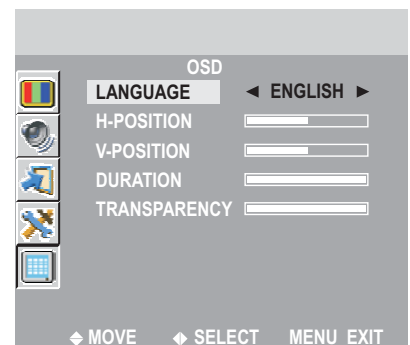 OSD
LANGUAGE ◄ ENGLISH ►
H-POSITION
V-POSITION
DURATION
TRANSPARENCY
MOVE SELECT MENU EXIT